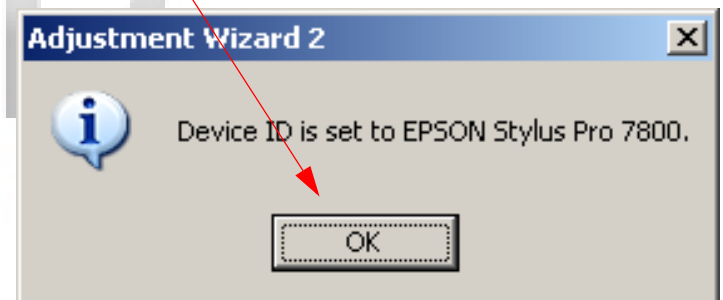 Adjustment Wizard 2
Device ID is set to EPSON Stylus Pro 7800.
OK